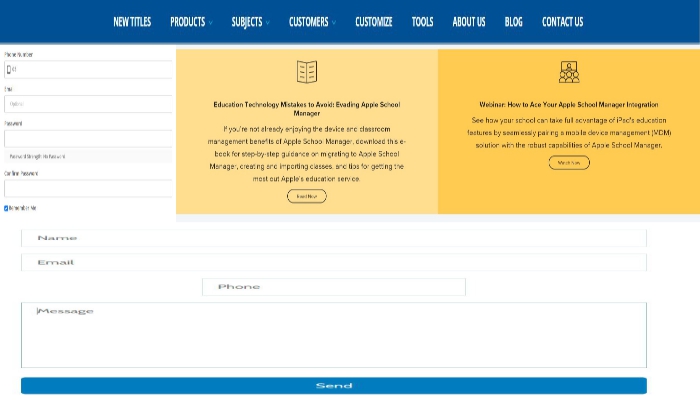 NEW TITLES PRODUCTS SUBJECTS CUSTOMERS CUSTOMIZE TOOLS ABOUT US BLOG CONTACT US
Phone Number
Email
Optional
Password
Password Strength: No Password
Confirm Password
Remember Me
Education Technology Mistakes to Avoid: Evading Apple School
Manager
If you're not already enjoying the device and classroom
management benefits of Apple School Manager, download this e-
book for step-by-step guidance on migrating to Apple School
Manager, creating and importing classes, and tips for getting the
most out Apple's education service.
Read Now
Webinar: How to Ace Your Apple School Manager Integration
See how your school can take full advantage of iPad's education
features by seamlessly pairing a mobile device management (MDM)
solution with the robust capabilities of Apple School Manager.
Watch Now
Name
Email
Phone
Message
Send